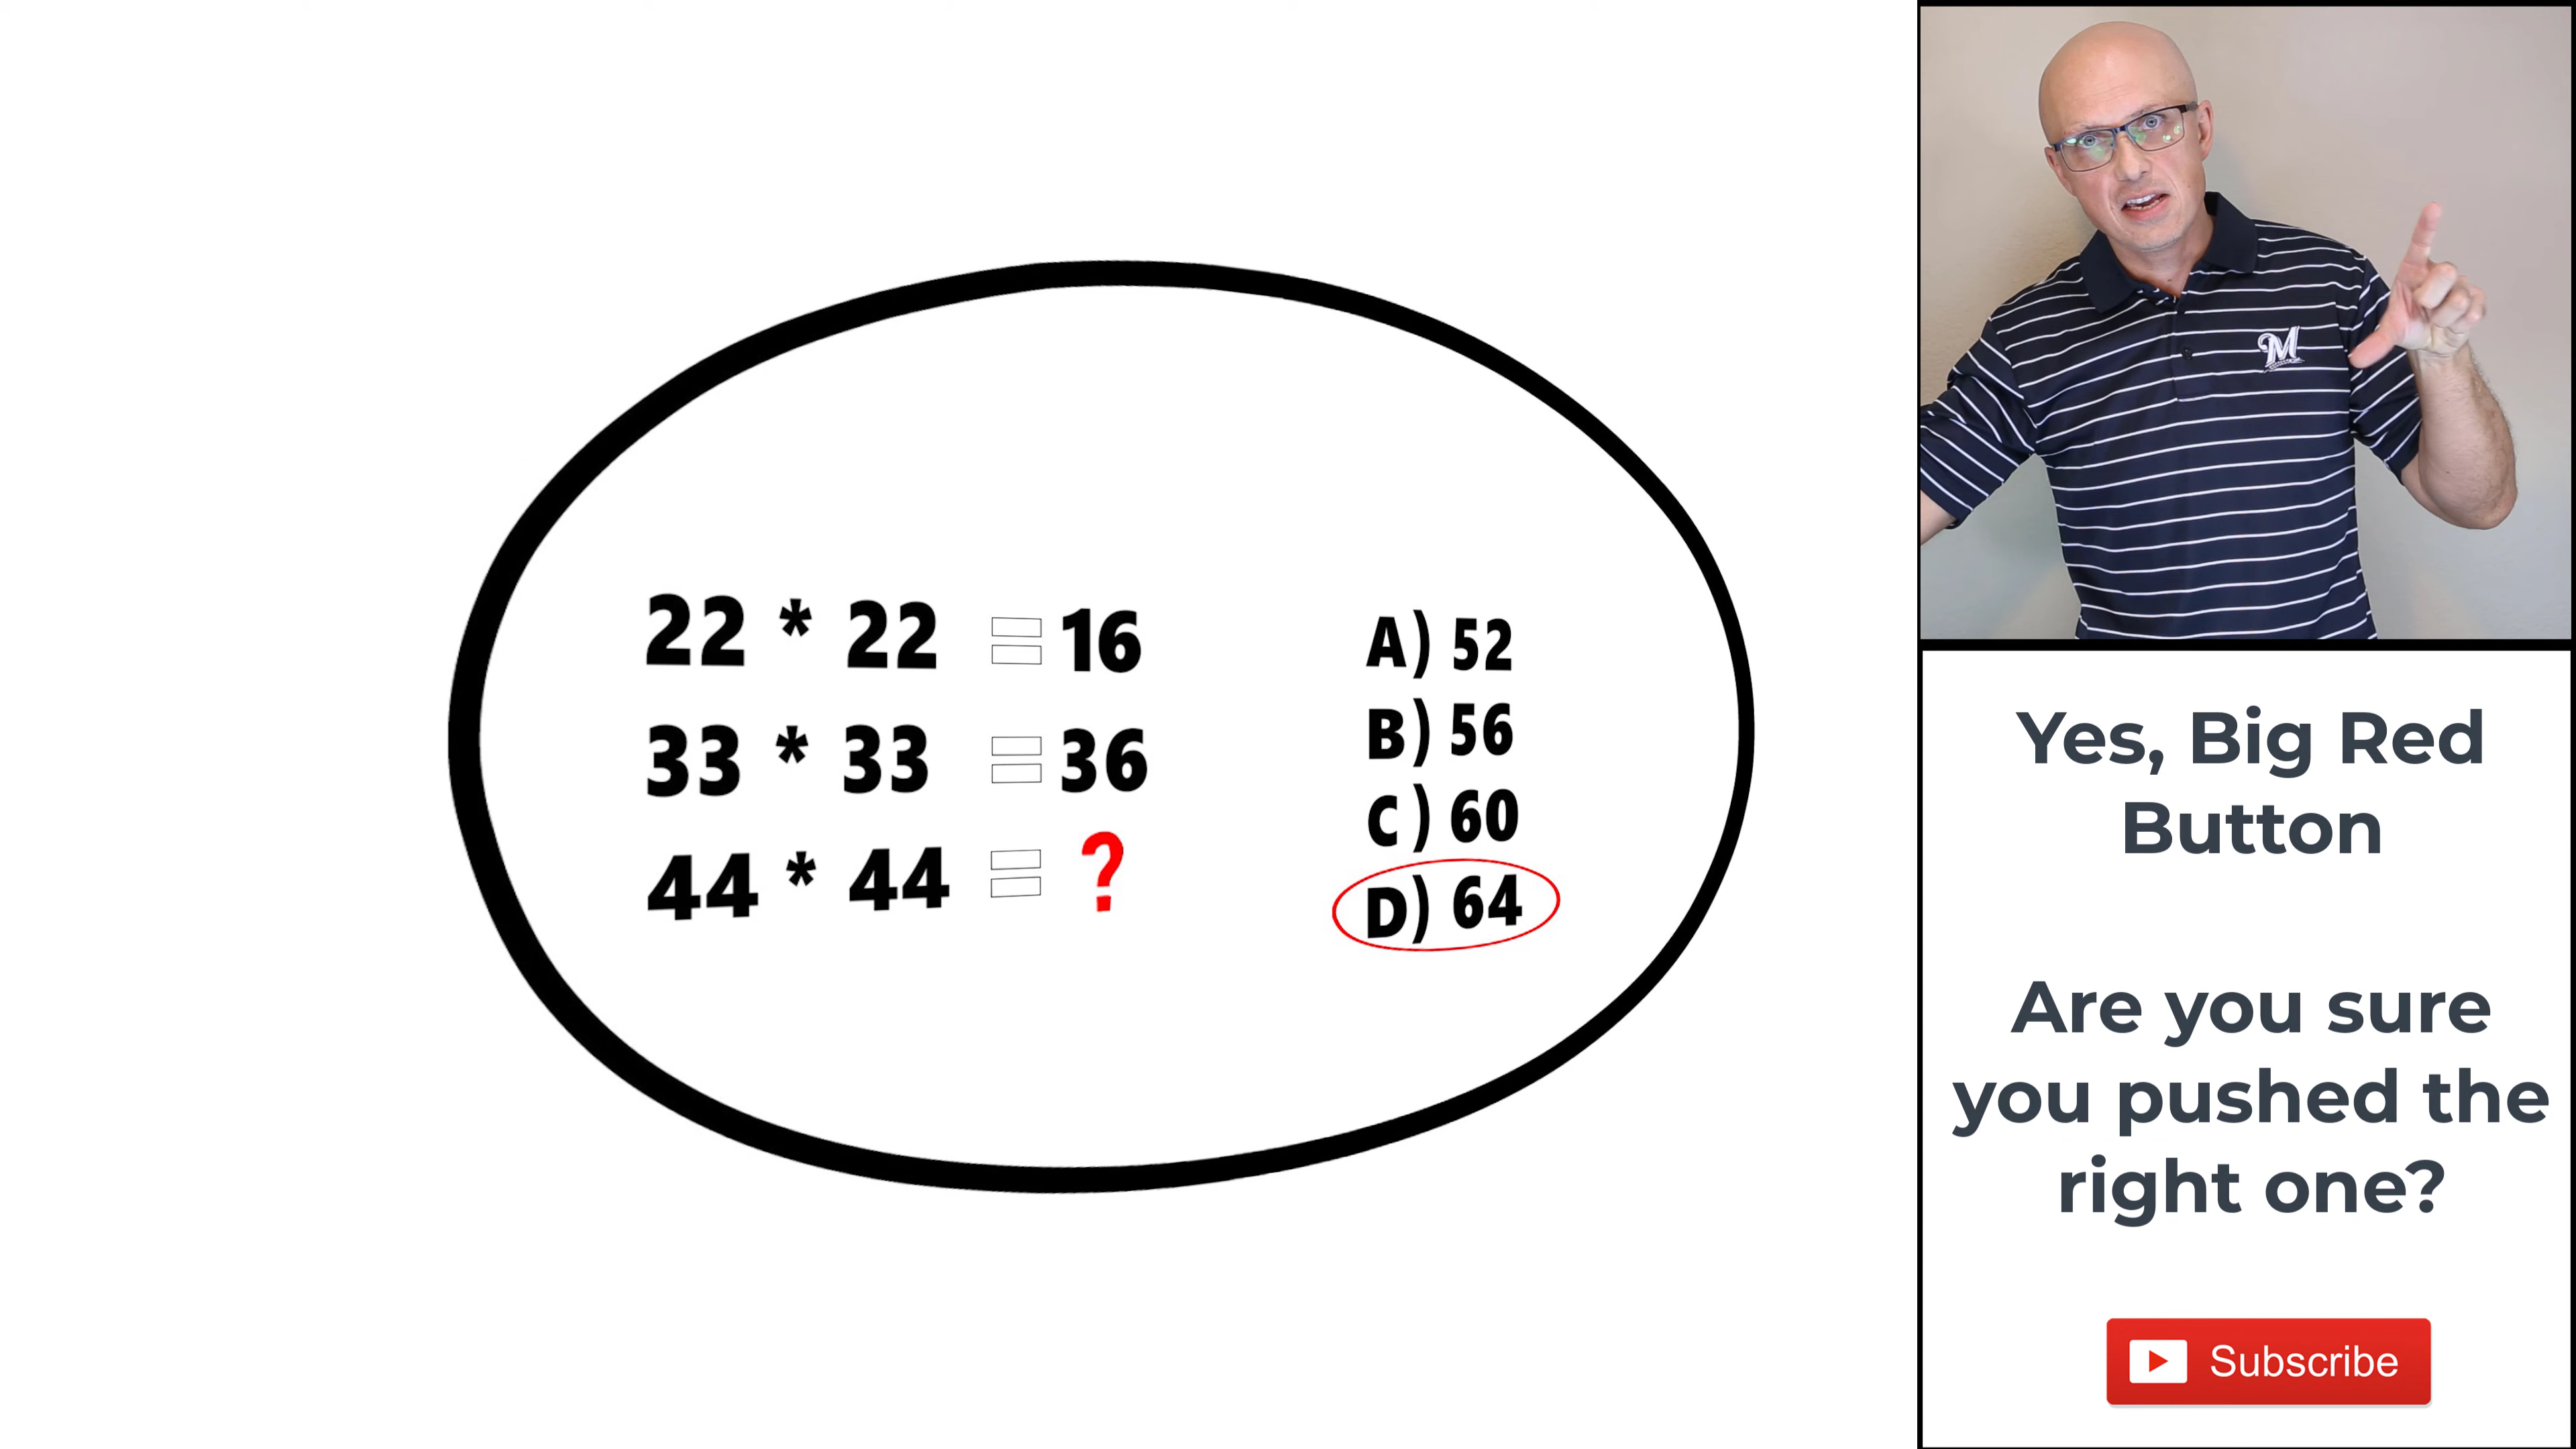 22 * 22 = 16
33 * 33 = 36
44 * 44 = ?
A) 52
B) 56
C) 60
D) 64
M
Yes, Big Red
Button
Are you sure
you pushed the
right one?
Subscribe